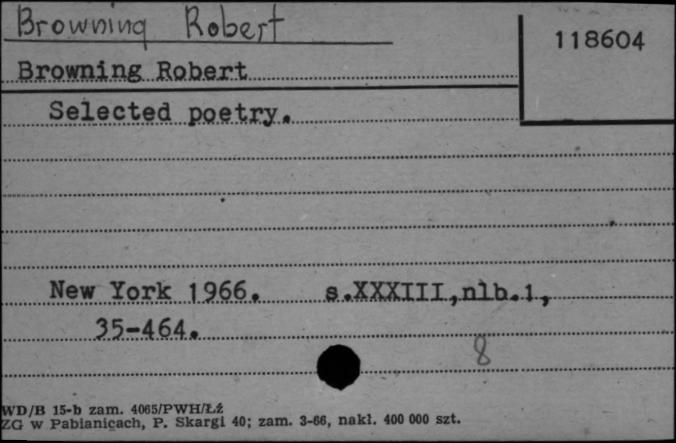 Browning Robert
118604
Browning Robert
Selected poetry.
New York 1966. s.XXXIII,nlb.1,
35-464.
8
WD/B 15-b zam. 4065/PWH/Łź
ZG w Pabianicach, P. Skargi 40; zam. 3-66, nakł. 400 000 szt.